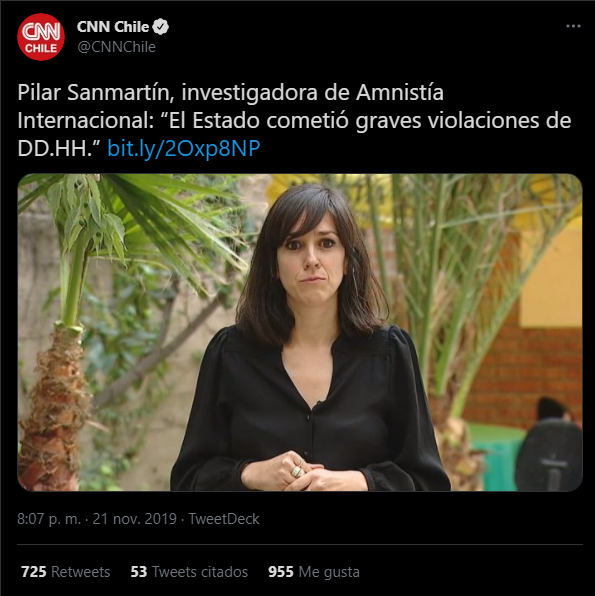 CNN
CHILE
CNN Chile
@CNNChile
Pilar Sanmartín, investigadora de Amnistía
Internacional: “El Estado cometió graves violaciones de
DD.HH.” bit.ly/2Oxp8NP
8:07 p. m. · 21 nov. 2019 · TweetDeck
725 Retweets 53 Tweets citados 955 Me gusta